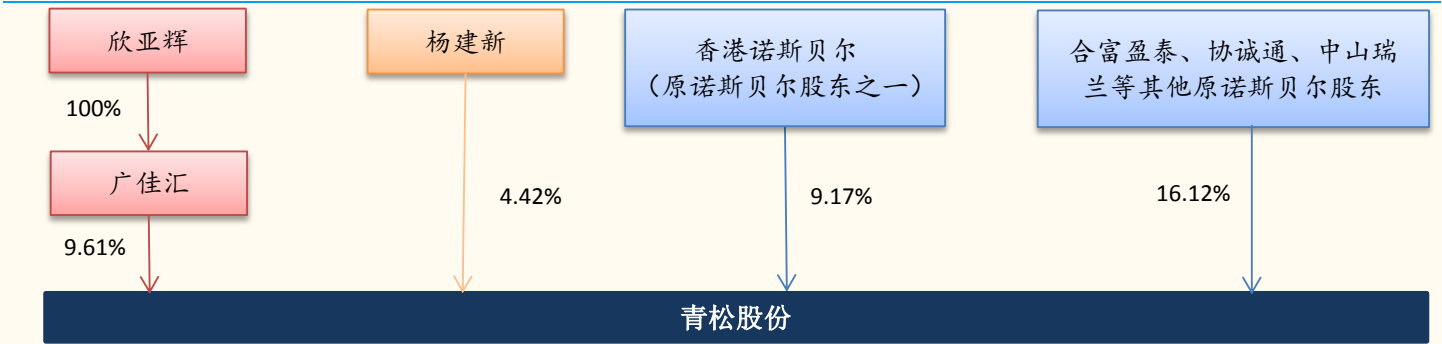 欣亚辉
杨建新
香港诺斯贝尔
（原诺斯贝尔股东之一）
合富盈泰、协诚通、中山瑞
兰等其他原诺斯贝尔股东
100%
广佳汇
4.42%
9.17%
16.12%
9.61%
青松股份